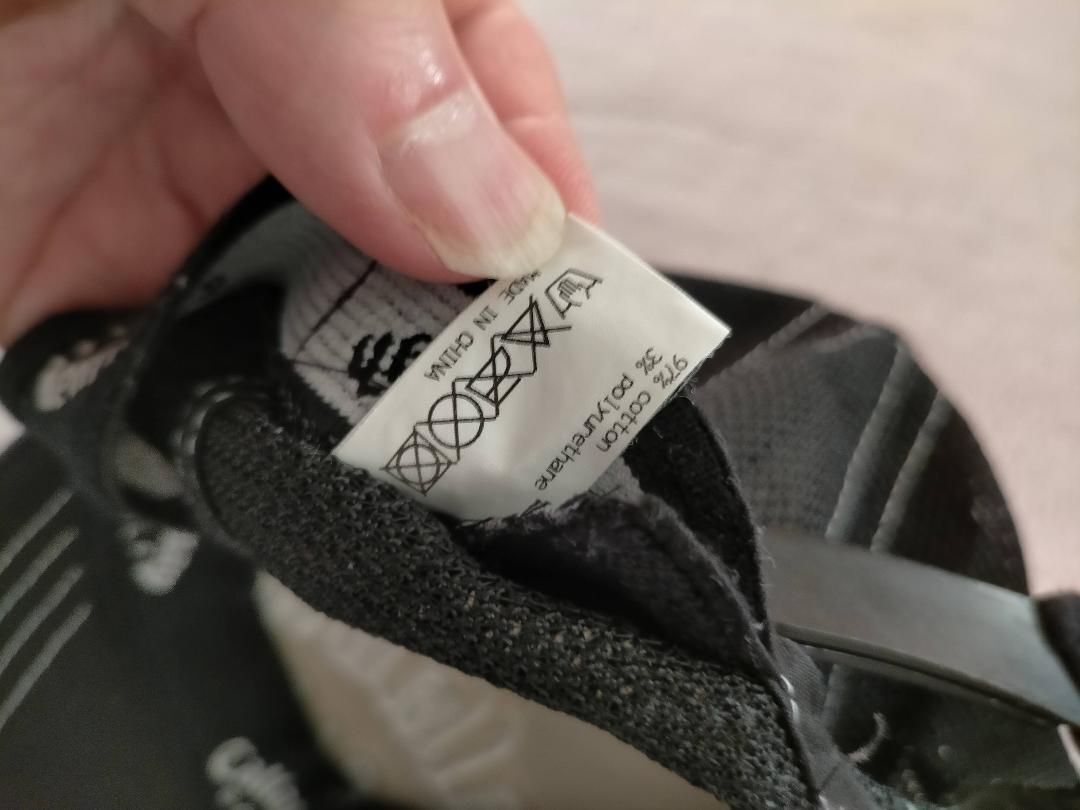 97% cotton
3% polyurethane
MADE IN CHINA